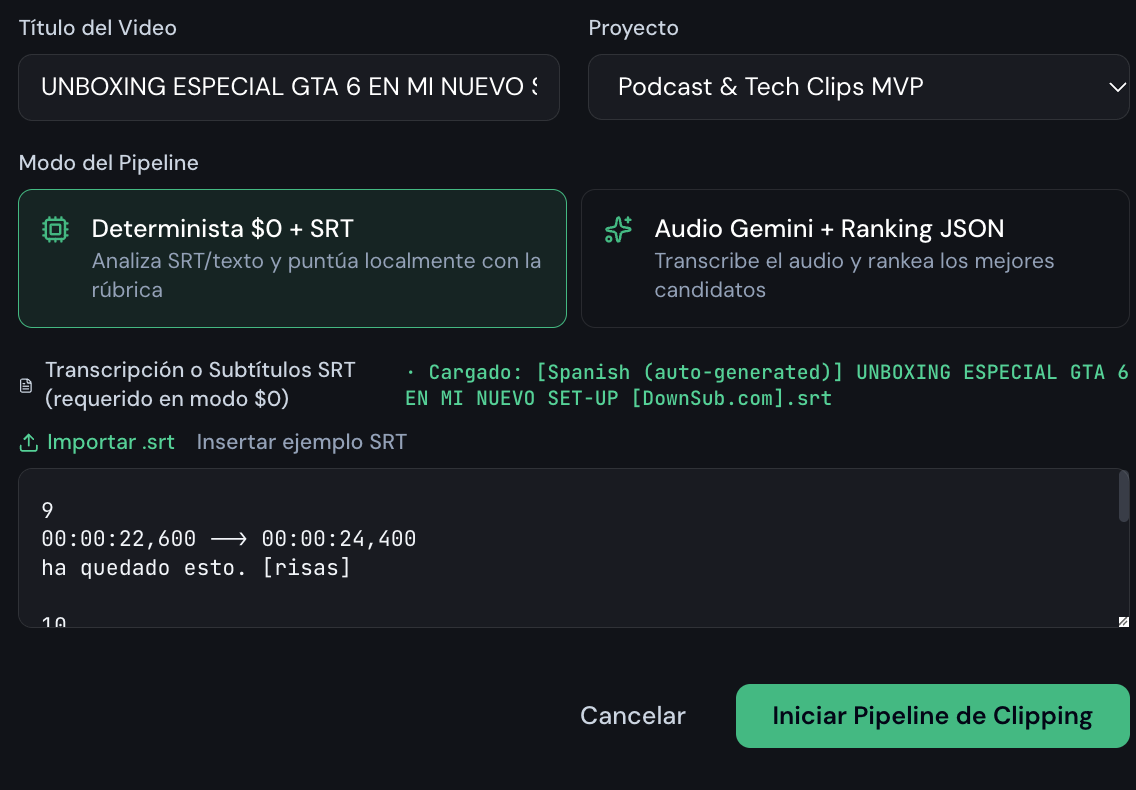 Título del Video
Proyecto
UNBOXING ESPECIAL GTA 6 EN MI NUEVO
Podcast & Tech Clips MVP
Modo del Pipeline
Determinista $0 + SRT
Analiza SRT/texto y puntúa localmente con la
rúbrica
Audio Gemini + Ranking JSON
Transcribe el audio y rankea los mejores
candidatos
Transcripción o Subtítulos SRT
(requerido en modo $0)
· Cargado: [Spanish (auto-generated)] UNBOXING ESPECIAL GTA 6
EN MI NUEVO SET-UP [DownSub.com].srt
Importar .srt
Insertar ejemplo SRT
9
00:00:22,600 --> 00:00:24,400
ha quedado esto. [risas]
10
Cancelar
Iniciar Pipeline de Clipping